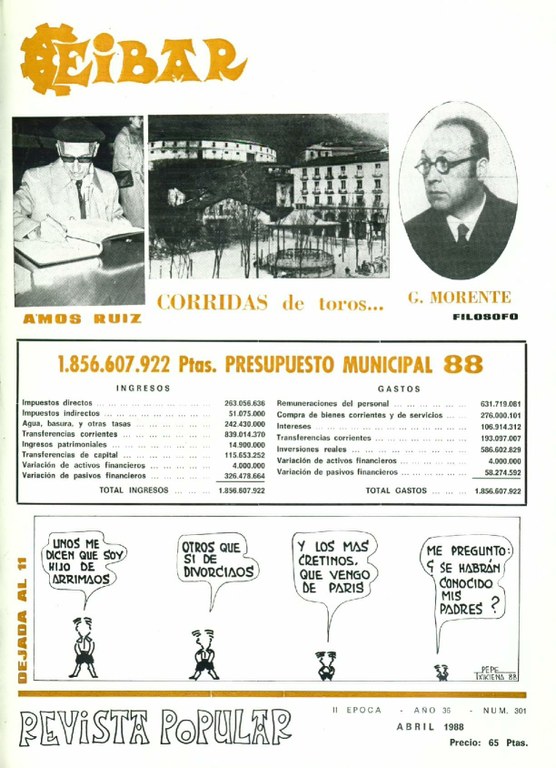 EIBAR
AMOS RUIZ
CORRIDAS de toros...
G. MORENTE
FILOSOFO
1.856.607.922 Ptas. PRESUPUESTO MUNICIPAL 88
INGRESOS
Impuestos directos ... 263.056.636
Impuestos indirectos ... 51.075.000
Agua, basura, y otras tasas ... 242.430.000
Transferencias corrientes ... 839.014.370
Ingresos patrimoniales ... 14.900.000
Transferencias de capital ... 115.653.252
Variación de activos financieros ... 4.000.000
Variación de pasivos financieros ... 326.478.664
TOTAL INGRESOS ... 1.856.607.922
GASTOS
Remuneraciones del personal ... 631.719.081
Compra de bienes corrientes y de servicios ... 276.000.101
Intereses ... 106.914.312
Transferencias corrientes ... 193.097.007
Inversiones reales ... 586.602.829
Variación de activos financieros ... 4.000.000
Variación de pasivos financieros ... 58.274.592
TOTAL GASTOS ... 1.856.607.922
DEJADA AL 11
UNOS ME
DICEN QUE SOY
HIJO DE
ARRIMAOS
OTROS QUE
SI DE
DIVORCIAOS
Y LOS MAS
CRETINOS,
QUE VENGO
DE PARIS
ME PREGUNTO:
¿ SE HABRÁN
CONOCIDO
MIS
PADRES ?
PEPE
TXIKIENA 88
REVISTA POPULAR
II EPOCA - AÑO 36 - NUM. 301
ABRIL 1988
Precio: 65 Ptas.